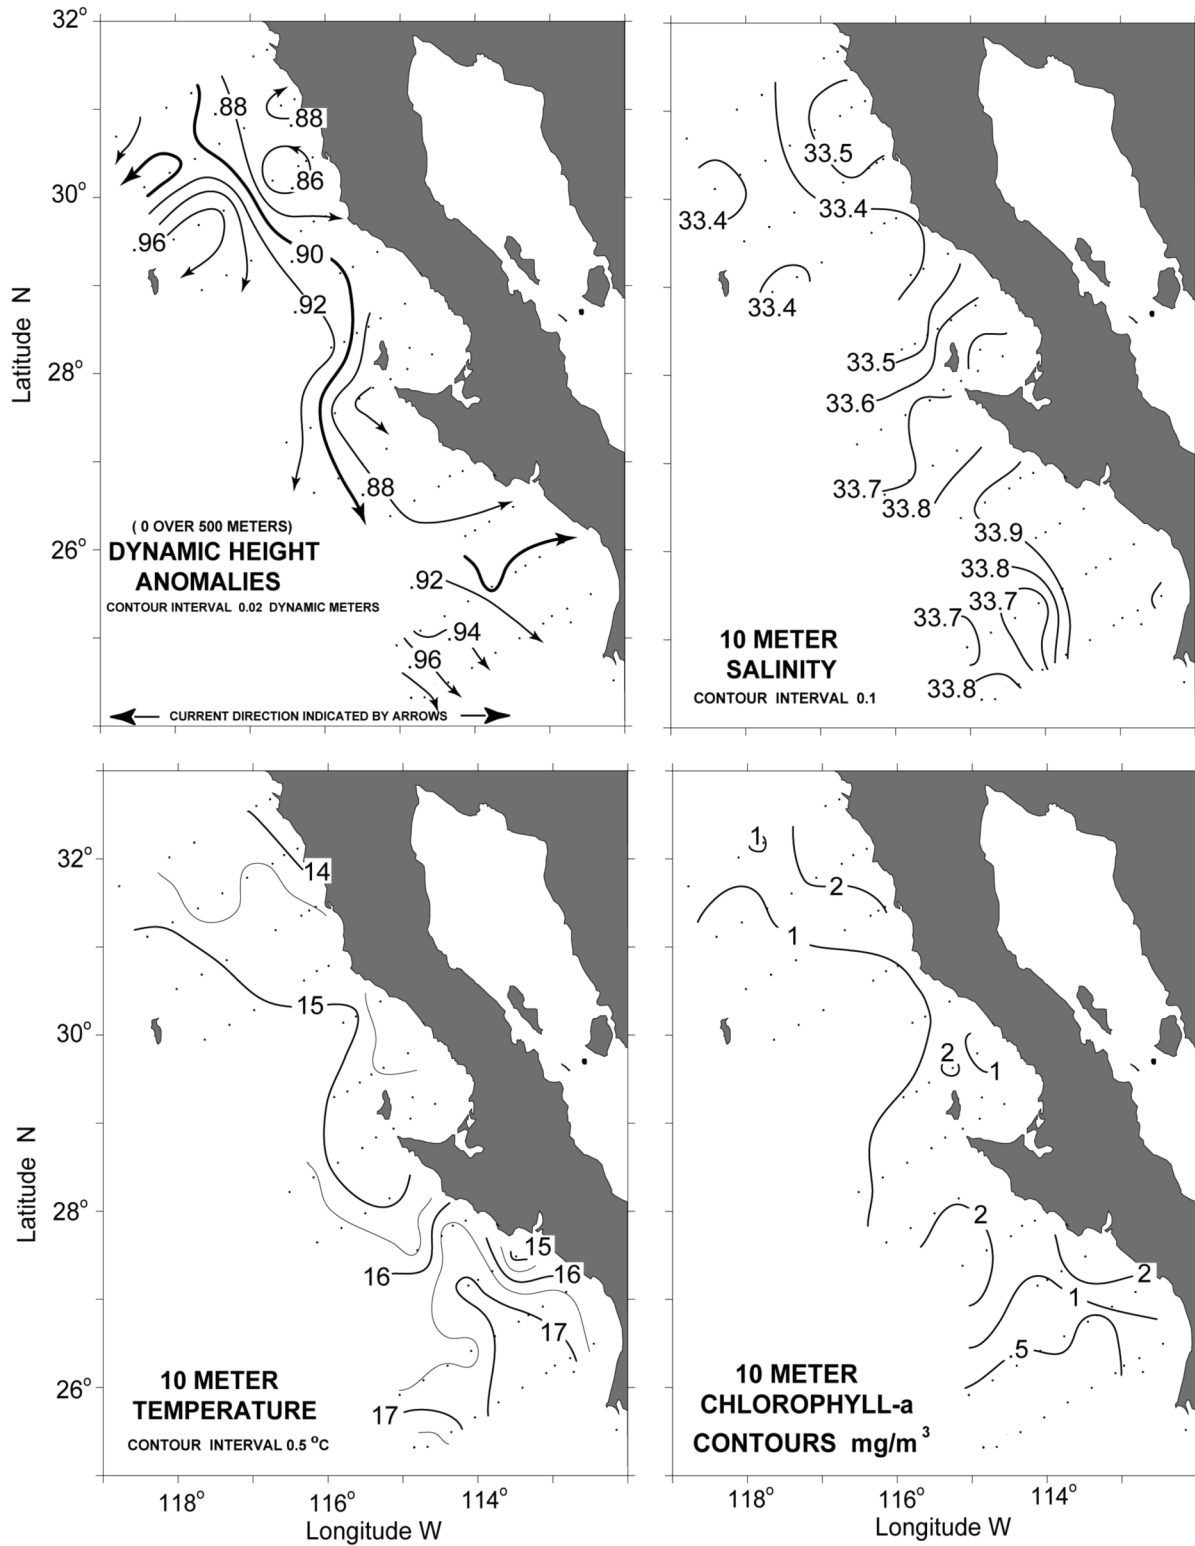 32°
30°
28°
26°
Latitude N
.88
.88
.86
.96
.90
.92
.88
.92
.94
.96
( 0 OVER 500 METERS)
DYNAMIC HEIGHT
ANOMALIES
CONTOUR INTERVAL 0.02 DYNAMIC METERS
CURRENT DIRECTION INDICATED BY ARROWS
33.5
33.4
33.4
33.4
33.5
33.6
33.7
33.8
33.9
33.8
33.7
33.7
33.8
10 METER
SALINITY
CONTOUR INTERVAL 0.1
32°
30°
28°
26°
Latitude N
14
15
15
16
16
17
17
10 METER
TEMPERATURE
CONTOUR INTERVAL 0.5 °C
118°
116°
114°
Longitude W
1
2
1
2
1
2
2
1
.5
10 METER
CHLOROPHYLL-a
CONTOURS mg/m³
118°
116°
114°
Longitude W